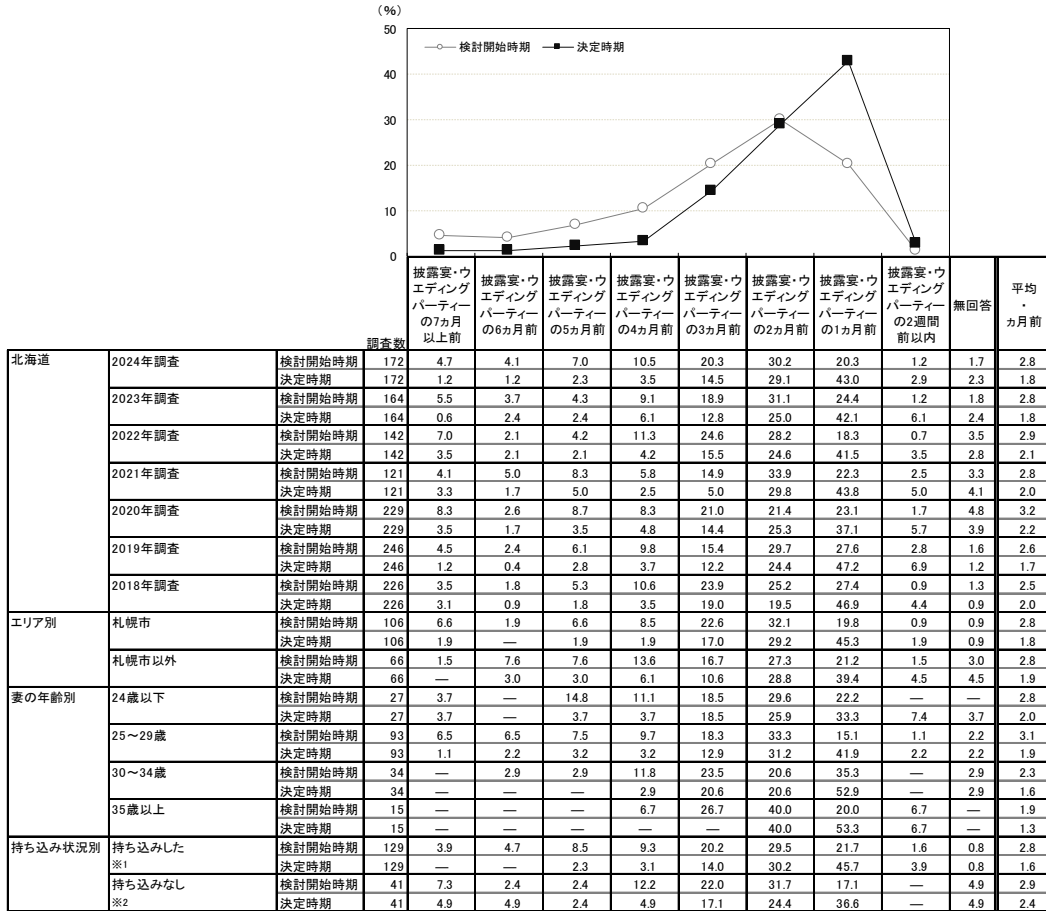 （%）
50
40
30
20
10
0
検討開始時期 決定時期
調査数
披露宴・ウエディングパーティーの7ヵ月以上前
披露宴・ウエディングパーティーの6ヵ月前
披露宴・ウエディングパーティーの5ヵ月前
披露宴・ウエディングパーティーの4ヵ月前
披露宴・ウエディングパーティーの3ヵ月前
披露宴・ウエディングパーティーの2ヵ月前
披露宴・ウエディングパーティーの1ヵ月前
披露宴・ウエディングパーティーの2週間前以内
無回答
平均・ヵ月前
北海道 2024年調査 検討開始時期 172 4.7 4.1 7.0 10.5 20.3 30.2 20.3 1.2 1.7 2.8
決定時期 172 1.2 1.2 2.3 3.5 14.5 29.1 43.0 2.9 2.3 1.8
2023年調査 検討開始時期 164 5.5 3.7 4.3 9.1 18.9 31.1 24.4 1.2 1.8 2.8
決定時期 164 0.6 2.4 2.4 6.1 12.8 25.0 42.1 6.1 2.4 1.8
2022年調査 検討開始時期 142 7.0 2.1 4.2 11.3 24.6 28.2 18.3 0.7 3.5 2.9
決定時期 142 3.5 2.1 2.1 4.2 15.5 24.6 41.5 3.5 2.8 2.1
2021年調査 検討開始時期 121 4.1 5.0 8.3 5.8 14.9 33.9 22.3 2.5 3.3 2.8
決定時期 121 3.3 1.7 5.0 2.5 5.0 29.8 43.8 5.0 4.1 2.0
2020年調査 検討開始時期 229 8.3 2.6 8.7 8.3 21.0 21.4 23.1 1.7 4.8 3.2
決定時期 229 3.5 1.7 3.5 4.8 14.4 25.3 37.1 5.7 3.9 2.2
2019年調査 検討開始時期 246 4.5 2.4 6.1 9.8 15.4 29.7 27.6 2.8 1.6 2.6
決定時期 246 1.2 0.4 2.8 3.7 12.2 24.4 47.2 6.9 1.2 1.7
2018年調査 検討開始時期 226 3.5 1.8 5.3 10.6 23.9 25.2 27.4 0.9 1.3 2.5
決定時期 226 3.1 0.9 1.8 3.5 19.0 19.5 46.9 4.4 0.9 2.0
エリア別 札幌市 検討開始時期 106 6.6 1.9 6.6 8.5 22.6 32.1 19.8 0.9 0.9 2.8
決定時期 106 1.9 — 1.9 1.9 17.0 29.2 45.3 1.9 0.9 1.8
札幌市以外 検討開始時期 66 1.5 7.6 7.6 13.6 16.7 27.3 21.2 1.5 3.0 2.8
決定時期 66 — 3.0 3.0 6.1 10.6 28.8 39.4 4.5 4.5 1.9
妻の年齢別 24歳以下 検討開始時期 27 3.7 — 14.8 11.1 18.5 29.6 22.2 — — 2.8
決定時期 27 3.7 — 3.7 3.7 18.5 25.9 33.3 7.4 3.7 2.0
25～29歳 検討開始時期 93 6.5 6.5 7.5 9.7 18.3 33.3 15.1 1.1 2.2 3.1
決定時期 93 1.1 2.2 3.2 3.2 12.9 31.2 41.9 2.2 2.2 1.9
30～34歳 検討開始時期 34 — 2.9 2.9 11.8 23.5 20.6 35.3 — 2.9 2.3
決定時期 34 — — — 2.9 20.6 20.6 52.9 — 2.9 1.6
35歳以上 検討開始時期 15 — — — 6.7 26.7 40.0 20.0 6.7 — 1.9
決定時期 15 — — — — — 40.0 53.3 6.7 — 1.3
持ち込み状況別 持ち込みした 検討開始時期 129 3.9 4.7 8.5 9.3 20.2 29.5 21.7 1.6 0.8 2.8
※1 決定時期 129 — — 2.3 3.1 14.0 30.2 45.7 3.9 0.8 1.6
持ち込みなし 検討開始時期 41 7.3 2.4 2.4 12.2 22.0 31.7 17.1 — 4.9 2.9
※2 決定時期 41 4.9 4.9 2.4 4.9 17.1 24.4 36.6 — 4.9 2.4